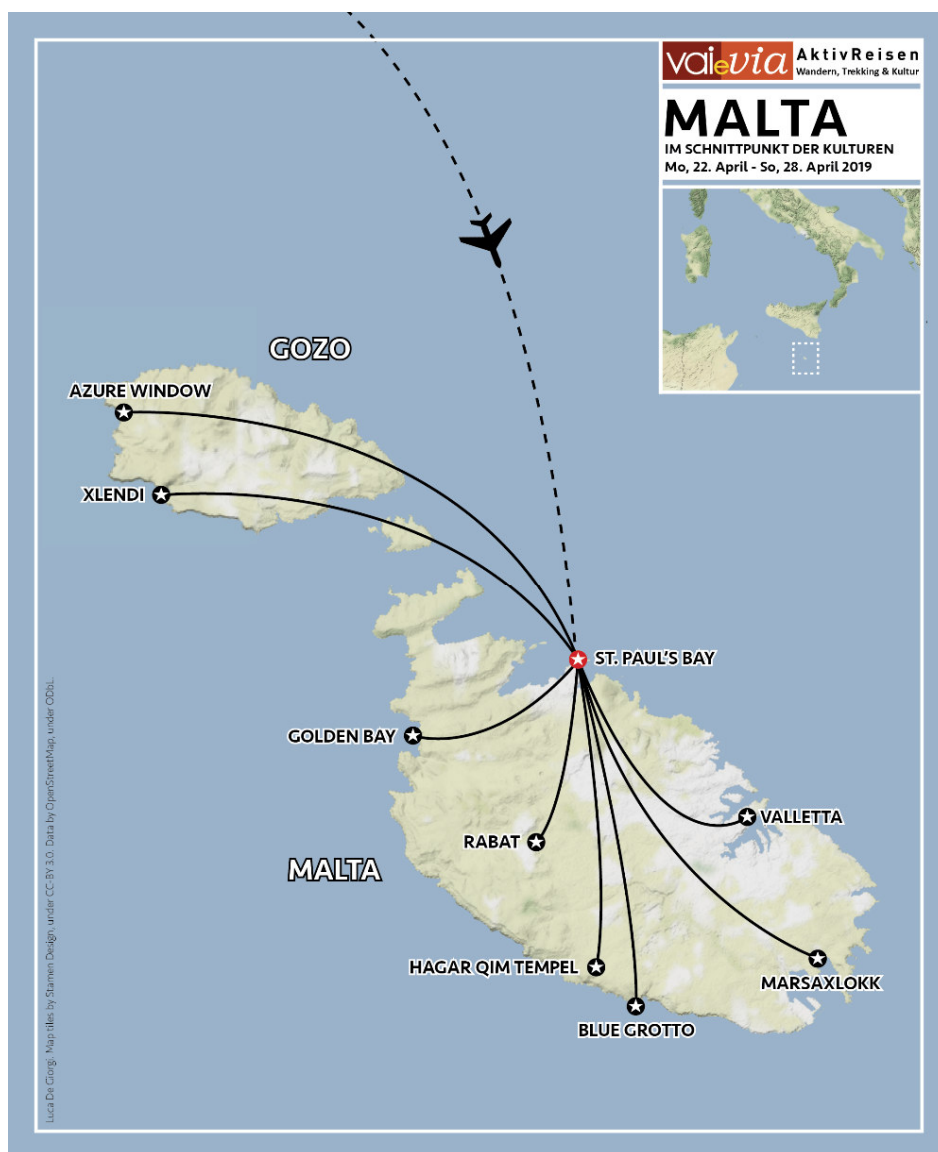 vaievia AktivReisen
Wandern, Trekking & Kultur
MALTA
IM SCHNITTPUNKT DER KULTUREN
Mo, 22. April - So, 28. April 2019
GOZO
AZURE WINDOW
XLENDI
ST. PAUL'S BAY
GOLDEN BAY
VALLETTA
RABAT
MALTA
HAGAR QIM TEMPEL
MARSAXLOKK
BLUE GROTTO
Luca De Giorgi. Map tiles by Stamen Design, under CC-BY 3.0. Data by OpenStreetMap, under ODbL.